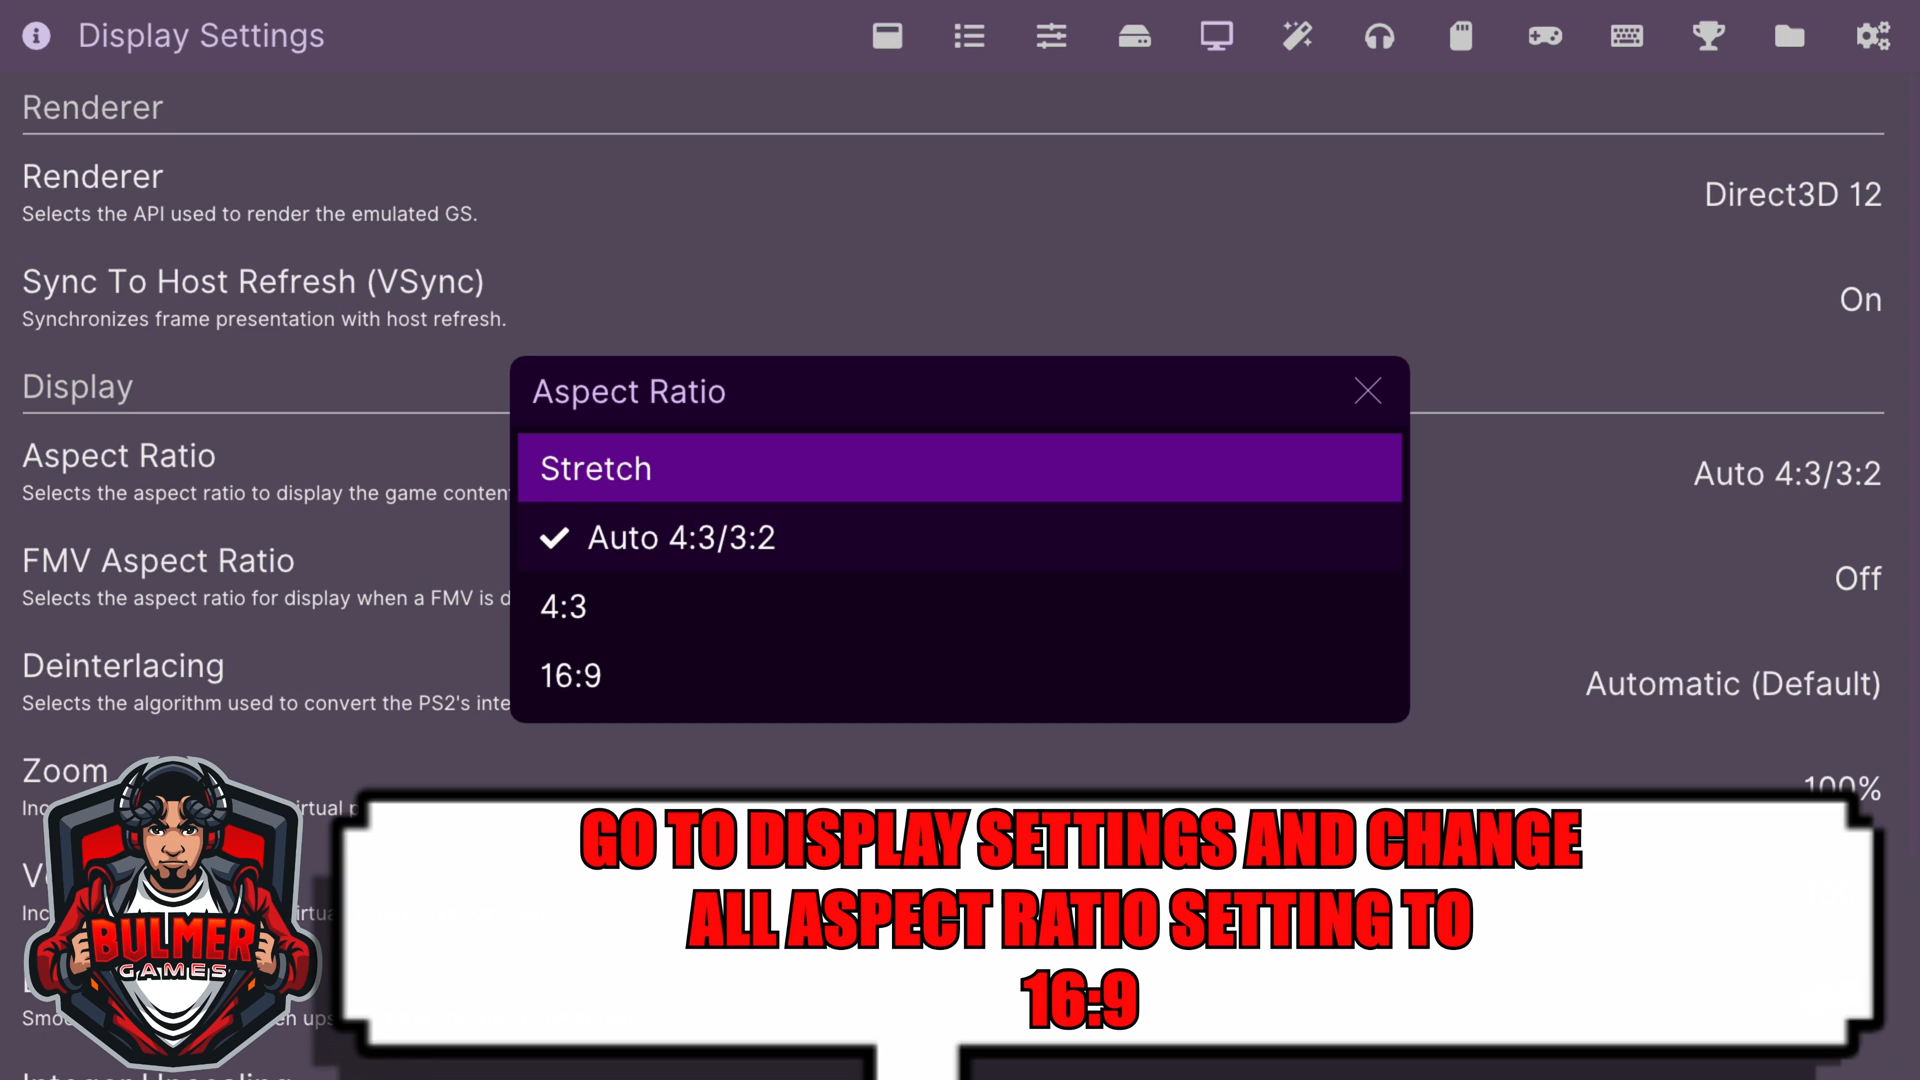 Display Settings
Renderer
Renderer
Selects the API used to render the emulated GS.
Direct3D 12
Sync To Host Refresh (VSync)
Synchronizes frame presentation with host refresh.
On
Display
Aspect Ratio
Selects the aspect ratio to display the game conten
Auto 4:3/3:2
FMV Aspect Ratio
Selects the aspect ratio for display when a FMV is d
Off
Deinterlacing
Selects the algorithm used to convert the PS2's inte
Automatic (Default)
Aspect Ratio
Stretch
Auto 4:3/3:2
4:3
16:9
Zoom
100%
Inc
irtual p
GO TO DISPLAY SETTINGS AND CHANGE
ALL ASPECT RATIO SETTING TO
16:9
BULMER
GAMES